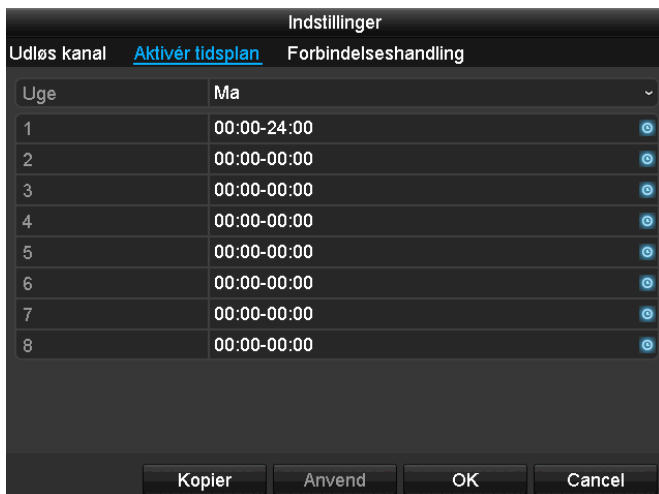 Indstillinger
Udløs kanal Aktivér tidsplan Forbindelseshandling
Uge Ma
1 00:00-24:00
2 00:00-00:00
3 00:00-00:00
4 00:00-00:00
5 00:00-00:00
6 00:00-00:00
7 00:00-00:00
8 00:00-00:00
Kopier Anvend OK Cancel